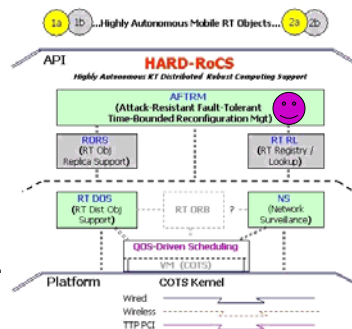 1a 1b ...Highly Autonomous Mobile RT Objects... 2a 2b
API
HARD-RoCS
Highly Autonomous RT Distributed Robust Computing Support
AFTRM
(Attack-Resistant Fault-Tolerant
Time-Bounded Reconfiguration Mgt)
RORS
(RT Obj
Replica Support)
RT RL
(RT Registry /
Lookup)
RT DOS
(RT Dist Obj
Support)
RT ORB
?
NS
(Network
Surveillance)
QOS-Driven Scheduling
VM (COTS)
Platform
COTS Kernel
Wired
Wireless
TTP PCI